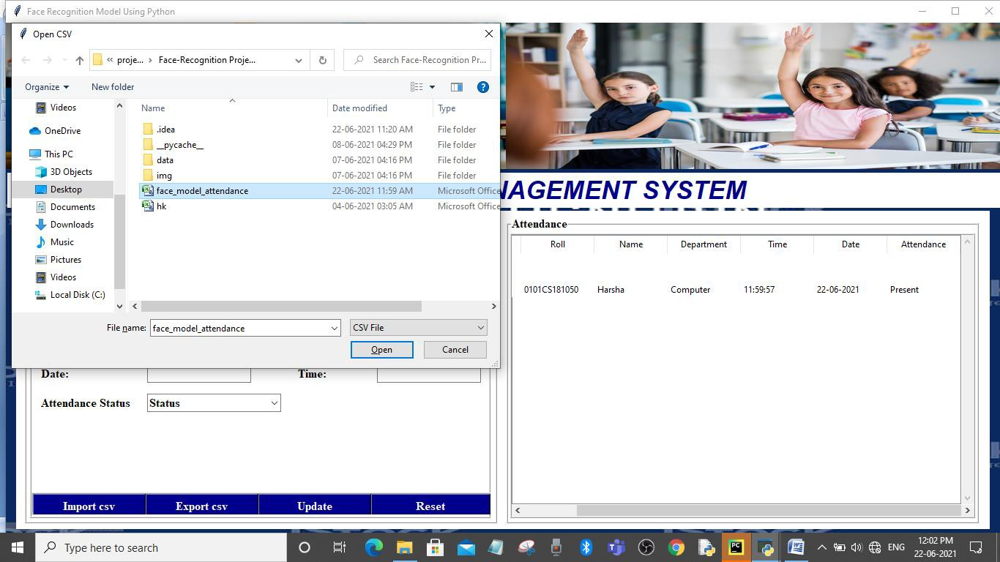 Face Recognition Model Using Python
Open CSV
« proje... › Face-Recognition Proje...
Search Face-Recognition Pr...
Organize
New folder
Videos
OneDrive
This PC
3D Objects
Desktop
Documents
Downloads
Music
Pictures
Videos
Local Disk (C:)
Name Date modified Type
.idea 22-06-2021 11:20 AM File folder
__pycache__ 08-06-2021 04:29 PM File folder
data 07-06-2021 04:16 PM File folder
img 07-06-2021 04:16 PM File folder
face_model_attendance 22-06-2021 11:59 AM Microsoft Office
hk 04-06-2021 03:05 AM Microsoft Office
File name: face_model_attendance CSV File
Open Cancel
NAGEMENT SYSTEM
Attendance
Roll Name Department Time Date Attendance
0101CS181050 Harsha Computer 11:59:57 22-06-2021 Present
Date: Time:
Attendance Status Status
Import csv Export csv Update Reset
Type here to search
PC
W
ENG
12:02 PM
22-06-2021